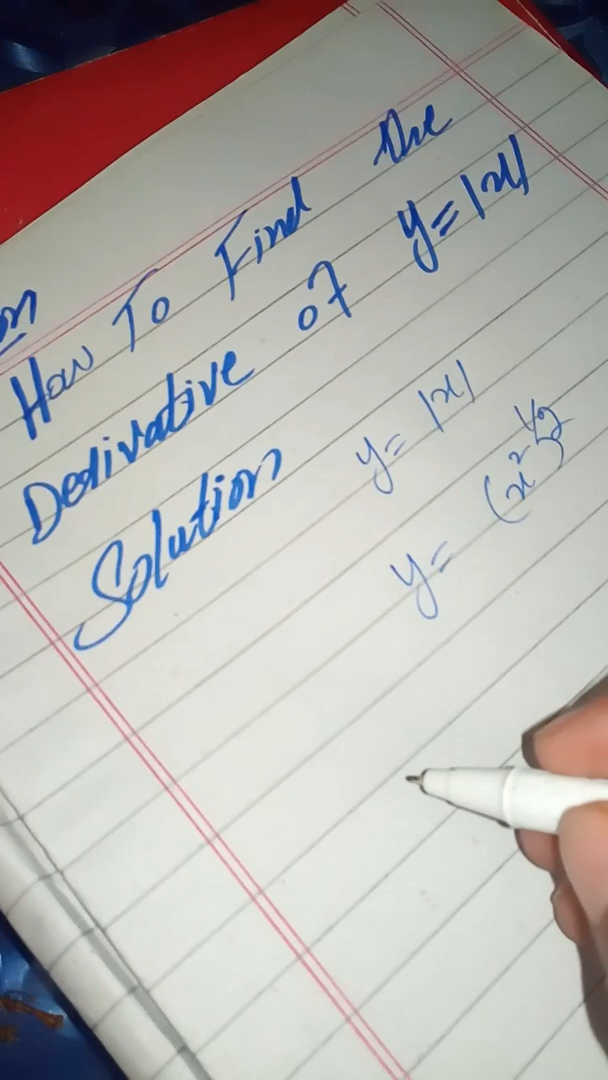 How To Find the
Derivative of y=|x|
Solution y= |x|
y= (x²)^1/2